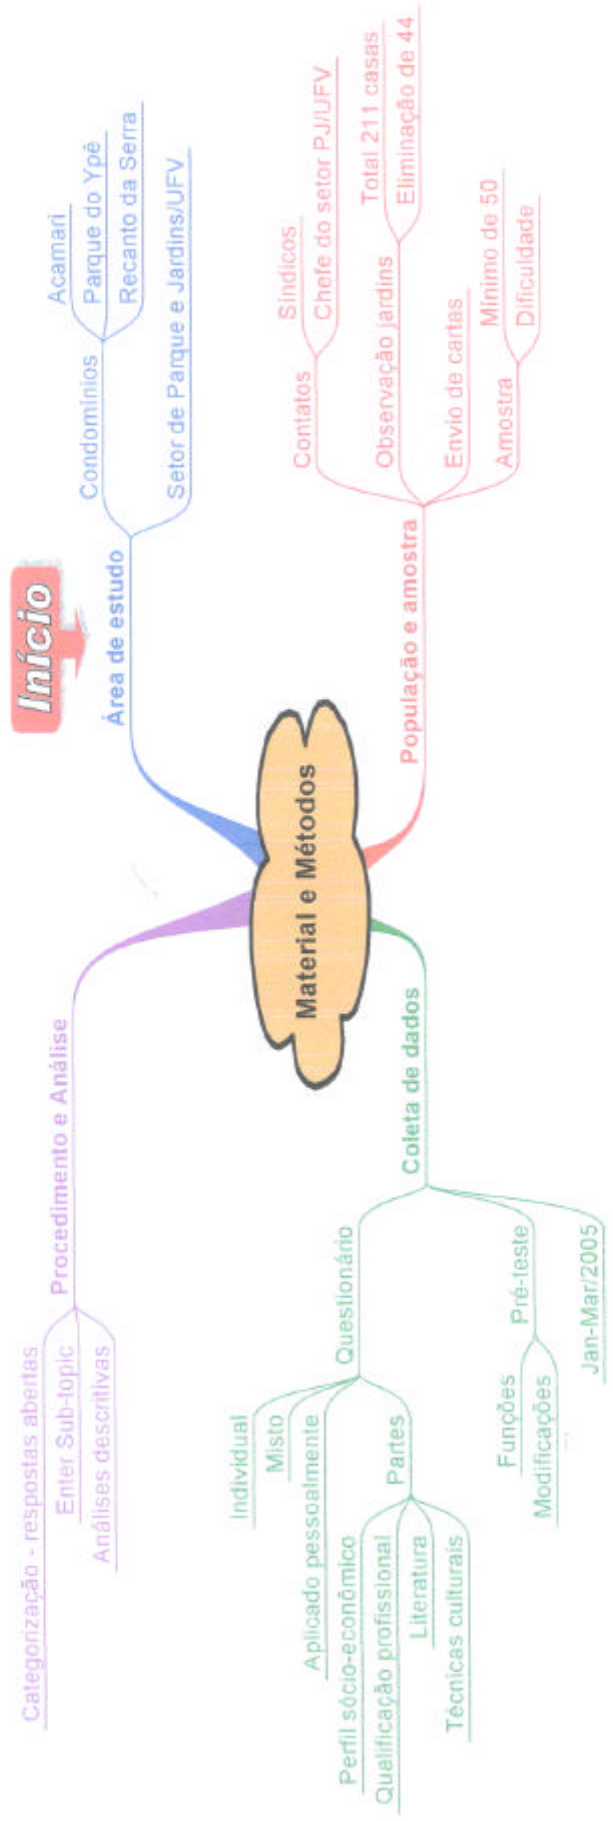 Início
Material e Métodos
Área de estudo
Condomínios
Acamari
Parque do Ypê
Recanto da Serra
Setor de Parque e Jardins/UFV
População e amostra
Contatos
Síndicos
Chefe do setor PJ/UFV
Observação jardins
Total 211 casas
Eliminação de 44
Envio de cartas
Amostra
Mínimo de 50
Dificuldade
Coleta de dados
Questionário
Individual
Misto
Aplicado pessoalmente
Partes
Perfil sócio-econômico
Qualificação profissional
Literatura
Técnicas culturais
Pré-teste
Funções
Modificações
Jan-Mar/2005
Procedimento e Análise
Categorização - respostas abertas
Enter Sub-topic
Análises descritivas